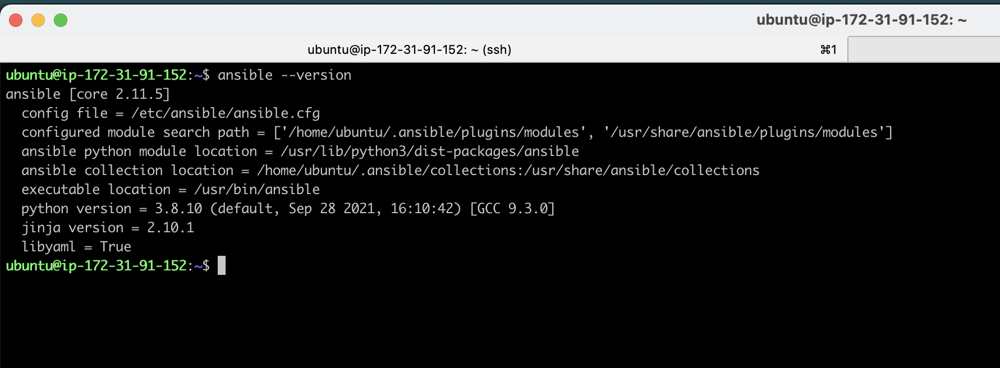 ubuntu@ip-172-31-91-152: ~
ubuntu@ip-172-31-91-152: ~ (ssh)
⌘1
ubuntu@ip-172-31-91-152:~$ ansible --version
ansible [core 2.11.5]
  config file = /etc/ansible/ansible.cfg
  configured module search path = ['/home/ubuntu/.ansible/plugins/modules', '/usr/share/ansible/plugins/modules']
  ansible python module location = /usr/lib/python3/dist-packages/ansible
  ansible collection location = /home/ubuntu/.ansible/collections:/usr/share/ansible/collections
  executable location = /usr/bin/ansible
  python version = 3.8.10 (default, Sep 28 2021, 16:10:42) [GCC 9.3.0]
  jinja version = 2.10.1
  libyaml = True
ubuntu@ip-172-31-91-152:~$